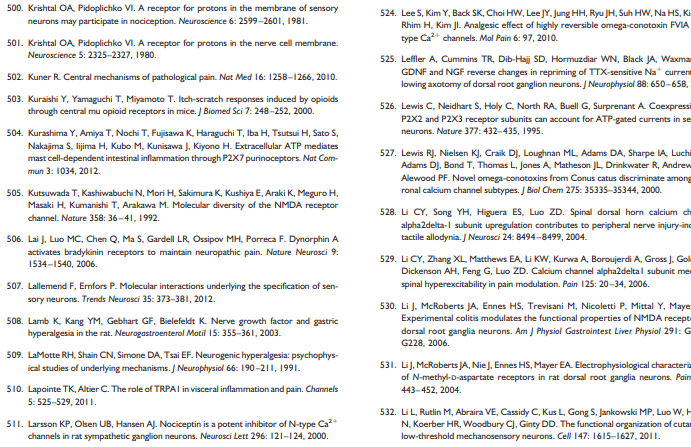 500. Krishtal OA, Pidoplichko VI. A receptor for protons in the membrane of sensory
neurons may participate in nociception. Neuroscience 6: 2599–2601, 1981.
501. Krishtal OA, Pidoplichko VI. A receptor for protons in the nerve cell membrane.
Neuroscience 5: 2325–2327, 1980.
502. Kuner R. Central mechanisms of pathological pain. Nat Med 16: 1258–1266, 2010.
503. Kuraishi Y, Yamaguchi T, Miyamoto T. Itch-scratch responses induced by opioids
through central mu opioid receptors in mice. J Biomed Sci 7: 248–252, 2000.
504. Kurashima Y, Amiya T, Nochi T, Fujisawa K, Haraguchi T, Iba H, Tsutsui H, Sato S,
Nakajima S, Iijima H, Kubo M, Kunisawa J, Kiyono H. Extracellular ATP mediates
mast cell-dependent intestinal inflammation through P2X7 purinoceptors. Nat Com-
mun 3: 1034, 2012.
505. Kutsuwada T, Kashiwabuchi N, Mori H, Sakimura K, Kushiya E, Araki K, Meguro H,
Masaki H, Kumanishi T, Arakawa M. Molecular diversity of the NMDA receptor
channel. Nature 358: 36–41, 1992.
506. Lai J, Luo MC, Chen Q, Ma S, Gardell LR, Ossipov MH, Porreca F. Dynorphin A
activates bradykinin receptors to maintain neuropathic pain. Nature Neurosci 9:
1534–1540, 2006.
507. Lallemend F, Ernfors P. Molecular interactions underlying the specification of sen-
sory neurons. Trends Neurosci 35: 373–381, 2012.
508. Lamb K, Kang YM, Gebhart GF, Bielefeldt K. Nerve growth factor and gastric
hyperalgesia in the rat. Neurogastroenterol Motil 15: 355–361, 2003.
509. LaMotte RH, Shain CN, Simone DA, Tsai EF. Neurogenic hyperalgesia: psychophys-
ical studies of underlying mechanisms. J Neurophysiol 66: 190–211, 1991.
510. Lapointe TK, Altier C. The role of TRPA1 in visceral inflammation and pain. Channels
5: 525–529, 2011.
511. Larsson KP, Olsen UB, Hansen AJ. Nociceptin is a potent inhibitor of N-type Ca2+
channels in rat sympathetic ganglion neurons. Neurosci Lett 296: 121–124, 2000.
524. Lee S, Kim Y, Back SK, Choi HW, Lee JY, Jung HH, Ryu JH, Suh HW, Na HS, Ki
Rhim H, Kim JI. Analgesic effect of highly reversible omega-conotoxin FVIA
type Ca2+ channels. Mol Pain 6: 97, 2010.
525. Leffler A, Cummins TR, Dib-Hajj SD, Hormuzdiar WN, Black JA, Waxman
GDNF and NGF reverse changes in repriming of TTX-sensitive Na+ curren
lowing axotomy of dorsal root ganglion neurons. J Neurophysiol 88: 650–658,
526. Lewis C, Neidhart S, Holy C, North RA, Buell G, Surprenant A. Coexpressi
P2X2 and P2X3 receptor subunits can account for ATP-gated currents in se
neurons. Nature 377: 432–435, 1995.
527. Lewis RJ, Nielsen KJ, Craik DJ, Loughnan ML, Adams DA, Sharpe IA, Luchi
Adams DJ, Bond T, Thomas L, Jones A, Matheson JL, Drinkwater R, Andrew
Alewood PF. Novel omega-conotoxins from Conus catus discriminate among
ronal calcium channel subtypes. J Biol Chem 275: 35335–35344, 2000.
528. Li CY, Song YH, Higuera ES, Luo ZD. Spinal dorsal horn calcium ch
alpha2delta-1 subunit upregulation contributes to peripheral nerve injury-ind
tactile allodynia. J Neurosci 24: 8494–8499, 2004.
529. Li CY, Zhang XL, Matthews EA, Li KW, Kurwa A, Boroujerdi A, Gross J, Gol
Dickenson AH, Feng G, Luo ZD. Calcium channel alpha2delta1 subunit med
spinal hyperexcitability in pain modulation. Pain 125: 20–34, 2006.
530. Li J, McRoberts JA, Ennes HS, Trevisani M, Nicoletti P, Mittal Y, Mayer
Experimental colitis modulates the functional properties of NMDA recepto
dorsal root ganglia neurons. Am J Physiol Gastrointest Liver Physiol 291: G
G228, 2006.
531. Li J, McRoberts JA, Nie J, Ennes HS, Mayer EA. Electrophysiological characteriz
of N-methyl-D-aspartate receptors in rat dorsal root ganglia neurons. Pain
443–452, 2004.
532. Li L, Rutlin M, Abraira VE, Cassidy C, Kus L, Gong S, Jankowski MP, Luo W, H
N, Koerber HR, Woodbury CJ, Ginty DD. The functional organization of cuta
low-threshold mechanosensory neurons. Cell 147: 1615–1627, 2011.